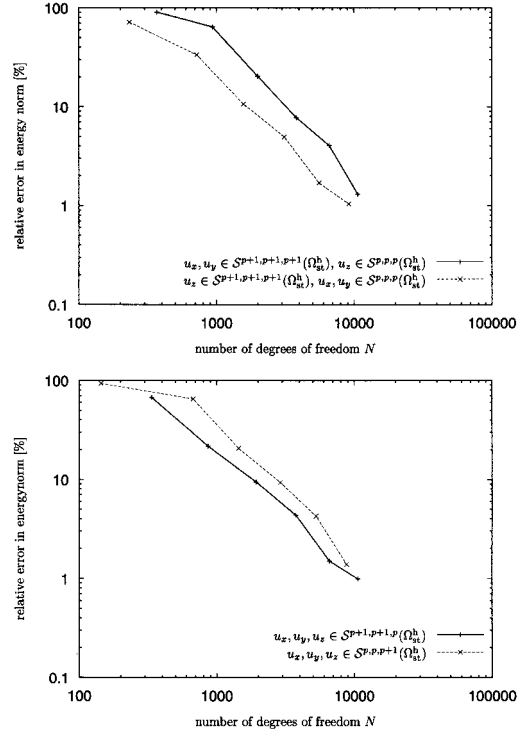 100
10
1
0.1
relative error in energy norm [%]
u_x, u_y ∈ S^{p+1,p+1,p+1}(Ω_st^h), u_z ∈ S^{p,p,p}(Ω_st^h)
u_z ∈ S^{p+1,p+1,p+1}(Ω_st^h), u_x, u_y ∈ S^{p,p,p}(Ω_st^h)
100 1000 10000 100000
number of degrees of freedom N
100
10
1
0.1
relative error in energynorm [%]
u_x, u_y, u_z ∈ S^{p+1,p+1,p}(Ω_st^h)
u_x, u_y, u_z ∈ S^{p,p,p+1}(Ω_st^h)
100 1000 10000 100000
number of degrees of freedom N